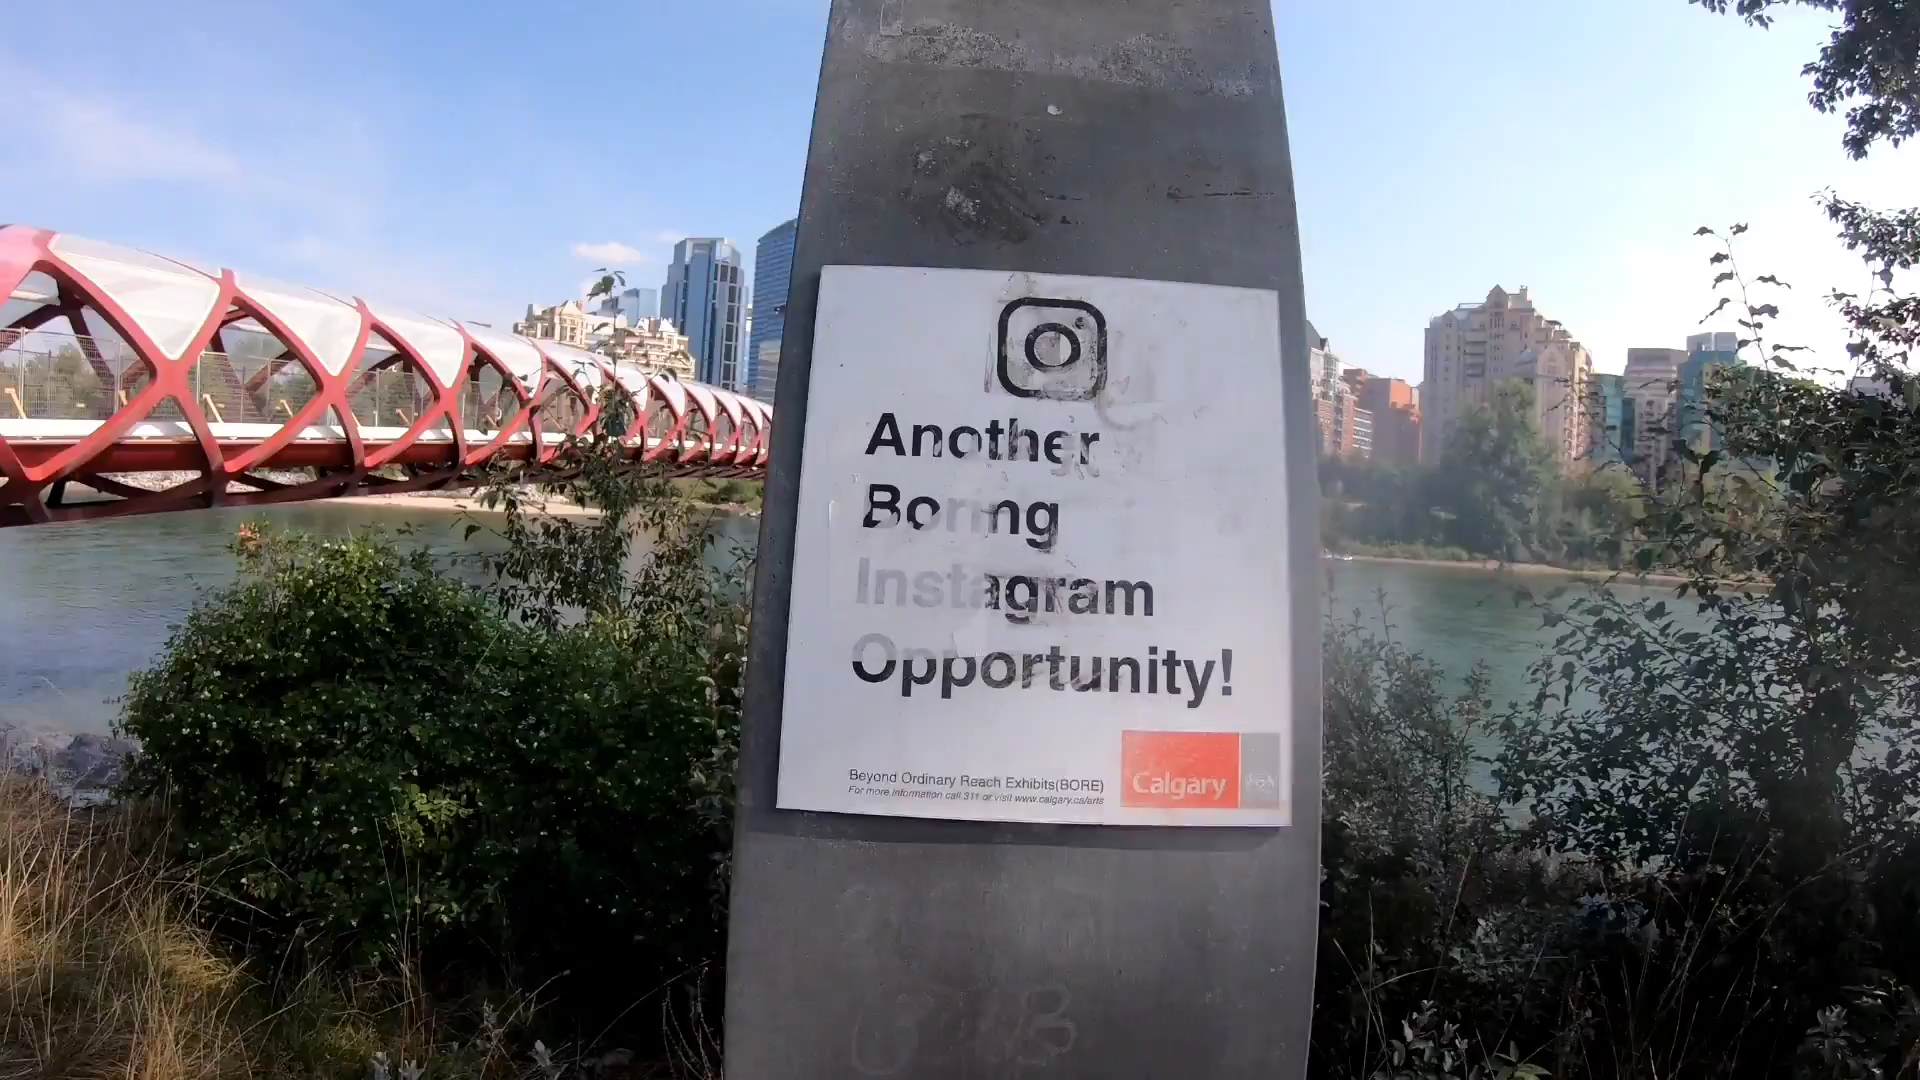 Another
Boring
Instagram
Opportunity!
Beyond Ordinary Reach Exhibits(BORE)
For more information call 311 or visit www.calgary.ca/arts
Calgary